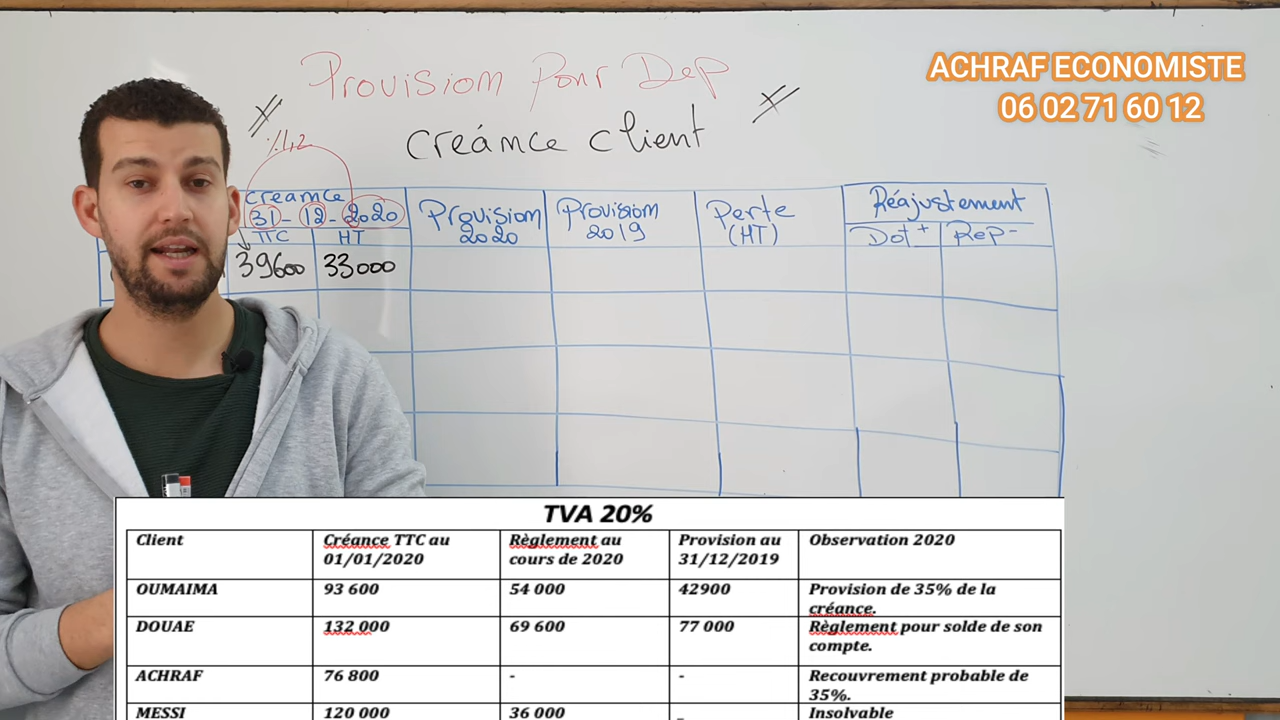 ACHRAF ECONOMISTE
06 02 71 60 12
Provision Pour Dep
creánce client
/1,2
creance
31-12-2020
TTC HT
Provision 2020
Provision 2019
Perte (HT)
Réajustement
Dot+ Rep-
39600 33000
TVA 20%
Client Créance TTC au 01/01/2020 Règlement au cours de 2020 Provision au 31/12/2019 Observation 2020
OUMAIMA 93 600 54 000 42900 Provision de 35% de la créance.
DOUAE 132 000 69 600 77 000 Règlement pour solde de son compte.
ACHRAF 76 800 - - Recouvrement probable de 35%.
MESSI 120 000 36 000 _ Insolvable